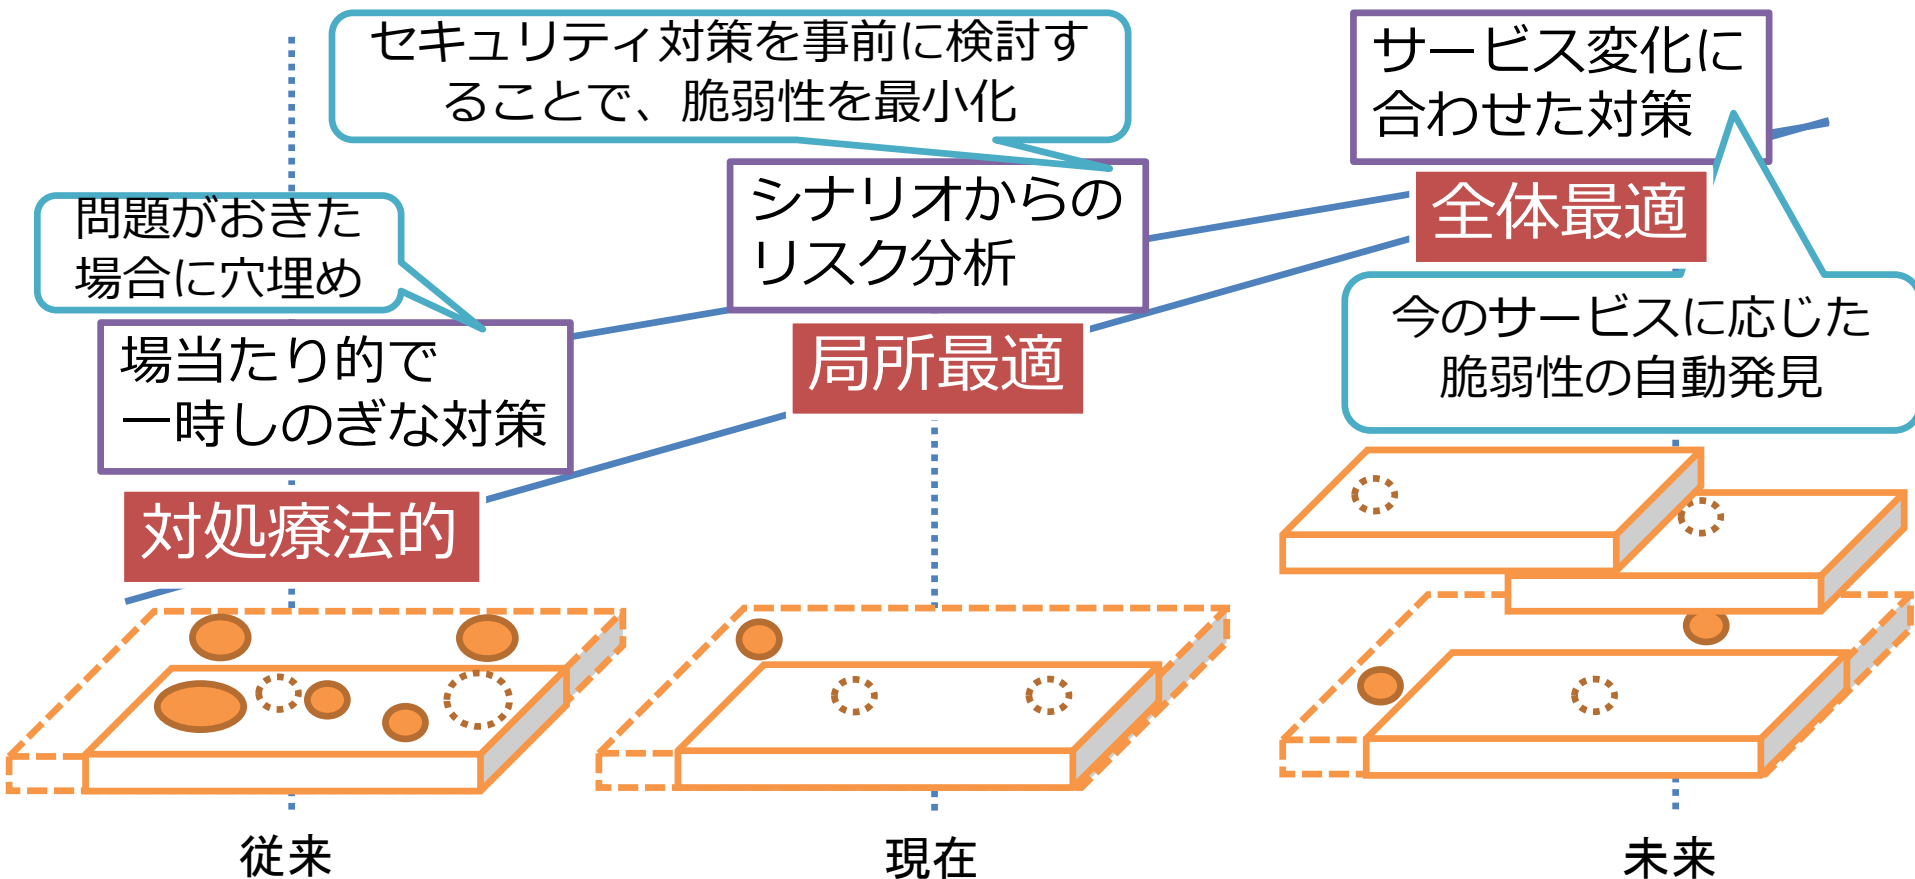 セキュリティ対策を事前に検討す
ることで、脆弱性を最小化
サービス変化に
合わせた対策
問題がおきた
場合に穴埋め
シナリオからの
リスク分析
全体最適
場当たり的で
一時しのぎな対策
局所最適
今のサービスに応じた
脆弱性の自動発見
対処療法的
従来
現在
未来